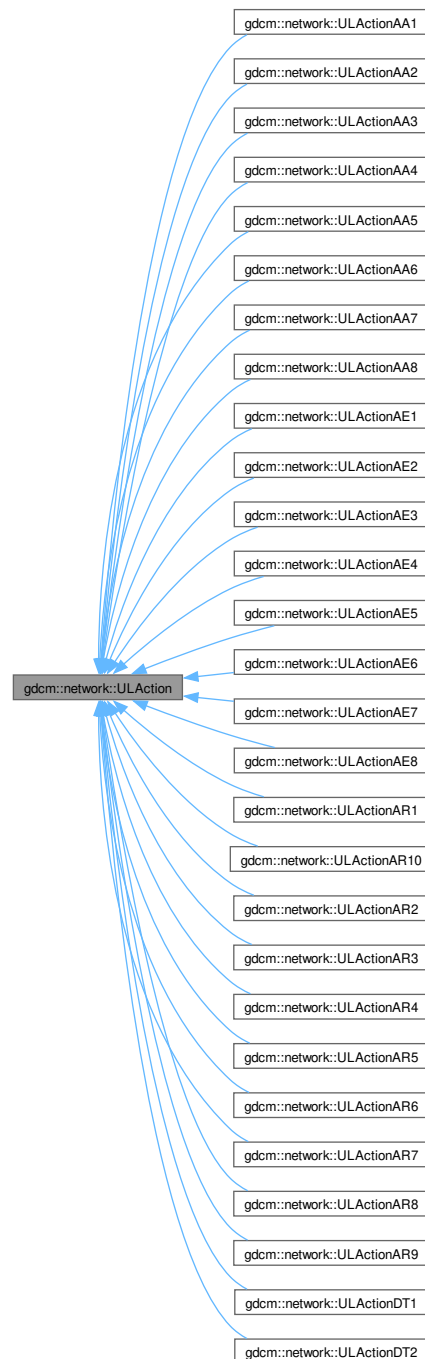 gdcm::network::ULActionAA1
gdcm::network::ULActionAA2
gdcm::network::ULActionAA3
gdcm::network::ULActionAA4
gdcm::network::ULActionAA5
gdcm::network::ULActionAA6
gdcm::network::ULActionAA7
gdcm::network::ULActionAA8
gdcm::network::ULActionAE1
gdcm::network::ULActionAE2
gdcm::network::ULActionAE3
gdcm::network::ULActionAE4
gdcm::network::ULActionAE5
gdcm::network::ULActionAE6
gdcm::network::ULAction
gdcm::network::ULActionAE7
gdcm::network::ULActionAE8
gdcm::network::ULActionAR1
gdcm::network::ULActionAR10
gdcm::network::ULActionAR2
gdcm::network::ULActionAR3
gdcm::network::ULActionAR4
gdcm::network::ULActionAR5
gdcm::network::ULActionAR6
gdcm::network::ULActionAR7
gdcm::network::ULActionAR8
gdcm::network::ULActionAR9
gdcm::network::ULActionDT1
gdcm::network::ULActionDT2